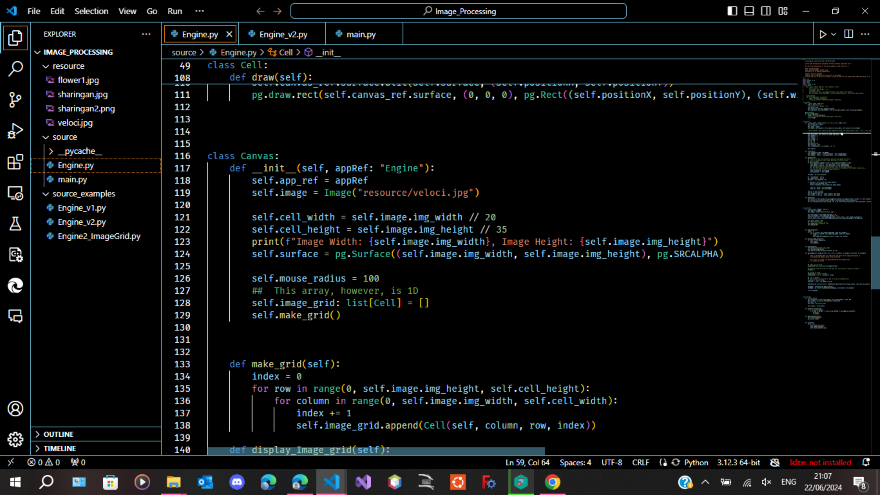 File Edit Selection View Go Run ··· Image_Processing
EXPLORER ···
Engine.py Engine_v2.py main.py
source > Engine.py > Cell > __init__
IMAGE_PROCESSING
resource
flower1.jpg
sharingan.jpg
sharingan2.png
veloci.jpg
source
__pycache__
Engine.py
main.py
source_examples
Engine_v1.py
Engine_v2.py
Engine2_ImageGrid.py
OUTLINE
TIMELINE
49 class Cell:
108 def draw(self):
111 pg.draw.rect(self.canvas_ref.surface, (0, 0, 0), pg.Rect((self.positionX, self.positionY), (self.w
112
113
114
115
116 class Canvas:
117 def __init__(self, appRef: "Engine"):
118 self.app_ref = appRef
119 self.image = Image("resource/veloci.jpg")
120
121 self.cell_width = self.image.img_width // 20
122 self.cell_height = self.image.img_height // 35
123 print(f"Image Width: {self.image.img_width}, Image Height: {self.image.img_height}")
124 self.surface = pg.Surface((self.image.img_width, self.image.img_height), pg.SRCALPHA)
125
126 self.mouse_radius = 100
127 ## This array, however, is 1D
128 self.image_grid: list[Cell] = []
129 self.make_grid()
130
131
132
133 def make_grid(self):
134 index = 0
135 for row in range(0, self.image.img_height, self.cell_height):
136 for column in range(0, self.image.img_width, self.cell_width):
137 index += 1
138 self.image_grid.append(Cell(self, column, row, index))
139
140 def display_Image_grid(self):
0 0 0 Ln 59, Col 64 Spaces: 4 UTF-8 CRLF Python 3.12.3 64-bit
ENG 21:07
22/06/2024